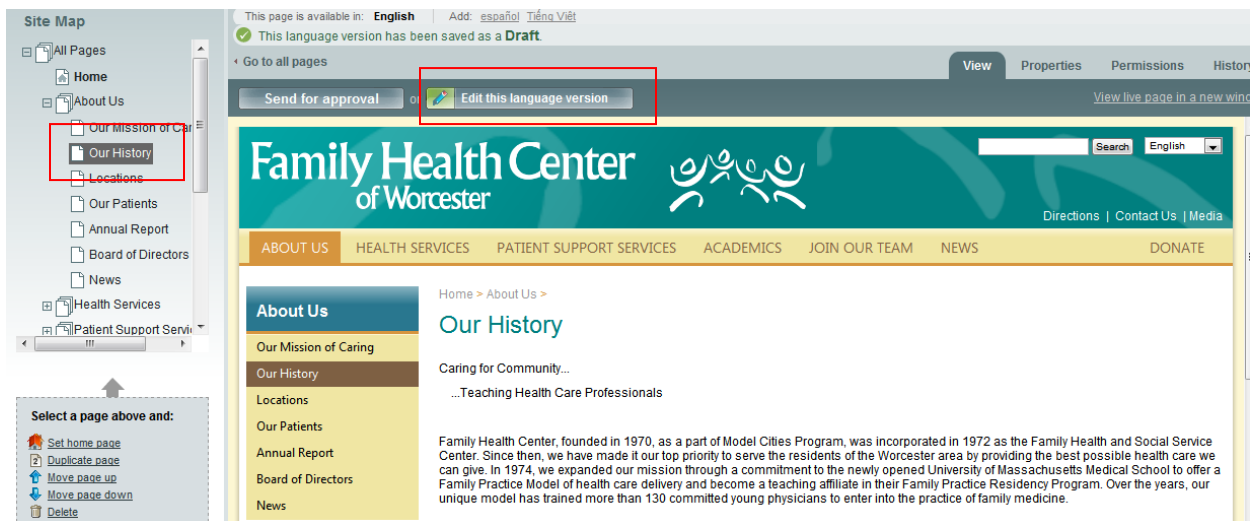 Site Map
All Pages
Home
About Us
Our Mission of Car
Our History
Locations
Our Patients
Annual Report
Board of Directors
News
Health Services
Patient Support Servi
Select a page above and:
Set home page
Duplicate page
Move page up
Move page down
Delete
This page is available in: English Add: español Tiếng Việt
This language version has been saved as a Draft.
‹ Go to all pages
View Properties Permissions History
Send for approval or Edit this language version View live page in a new wind
Family Health Center
of Worcester
Search English
Directions | Contact Us | Media
ABOUT US HEALTH SERVICES PATIENT SUPPORT SERVICES ACADEMICS JOIN OUR TEAM NEWS DONATE
About Us
Our Mission of Caring
Our History
Locations
Our Patients
Annual Report
Board of Directors
News
Home > About Us >
Our History
Caring for Community...
...Teaching Health Care Professionals
Family Health Center, founded in 1970, as a part of Model Cities Program, was incorporated in 1972 as the Family Health and Social Service
Center. Since then, we have made it our top priority to serve the residents of the Worcester area by providing the best possible health care we
can give. In 1974, we expanded our mission through a commitment to the newly opened University of Massachusetts Medical School to offer a
Family Practice Model of health care delivery and become a teaching affiliate in their Family Practice Residency Program. Over the years, our
unique model has trained more than 130 committed young physicians to enter into the practice of family medicine.